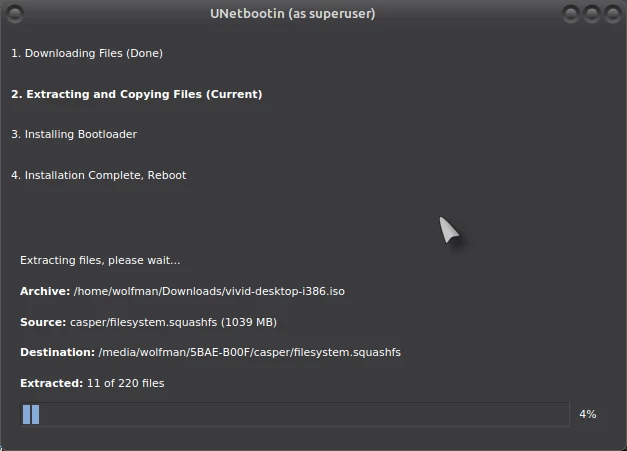 UNetbootin (as superuser)
1. Downloading Files (Done)
2. Extracting and Copying Files (Current)
3. Installing Bootloader
4. Installation Complete, Reboot
Extracting files, please wait...
Archive: /home/wolfman/Downloads/vivid-desktop-i386.iso
Source: casper/filesystem.squashfs (1039 MB)
Destination: /media/wolfman/5BAE-B00F/casper/filesystem.squashfs
Extracted: 11 of 220 files
4%